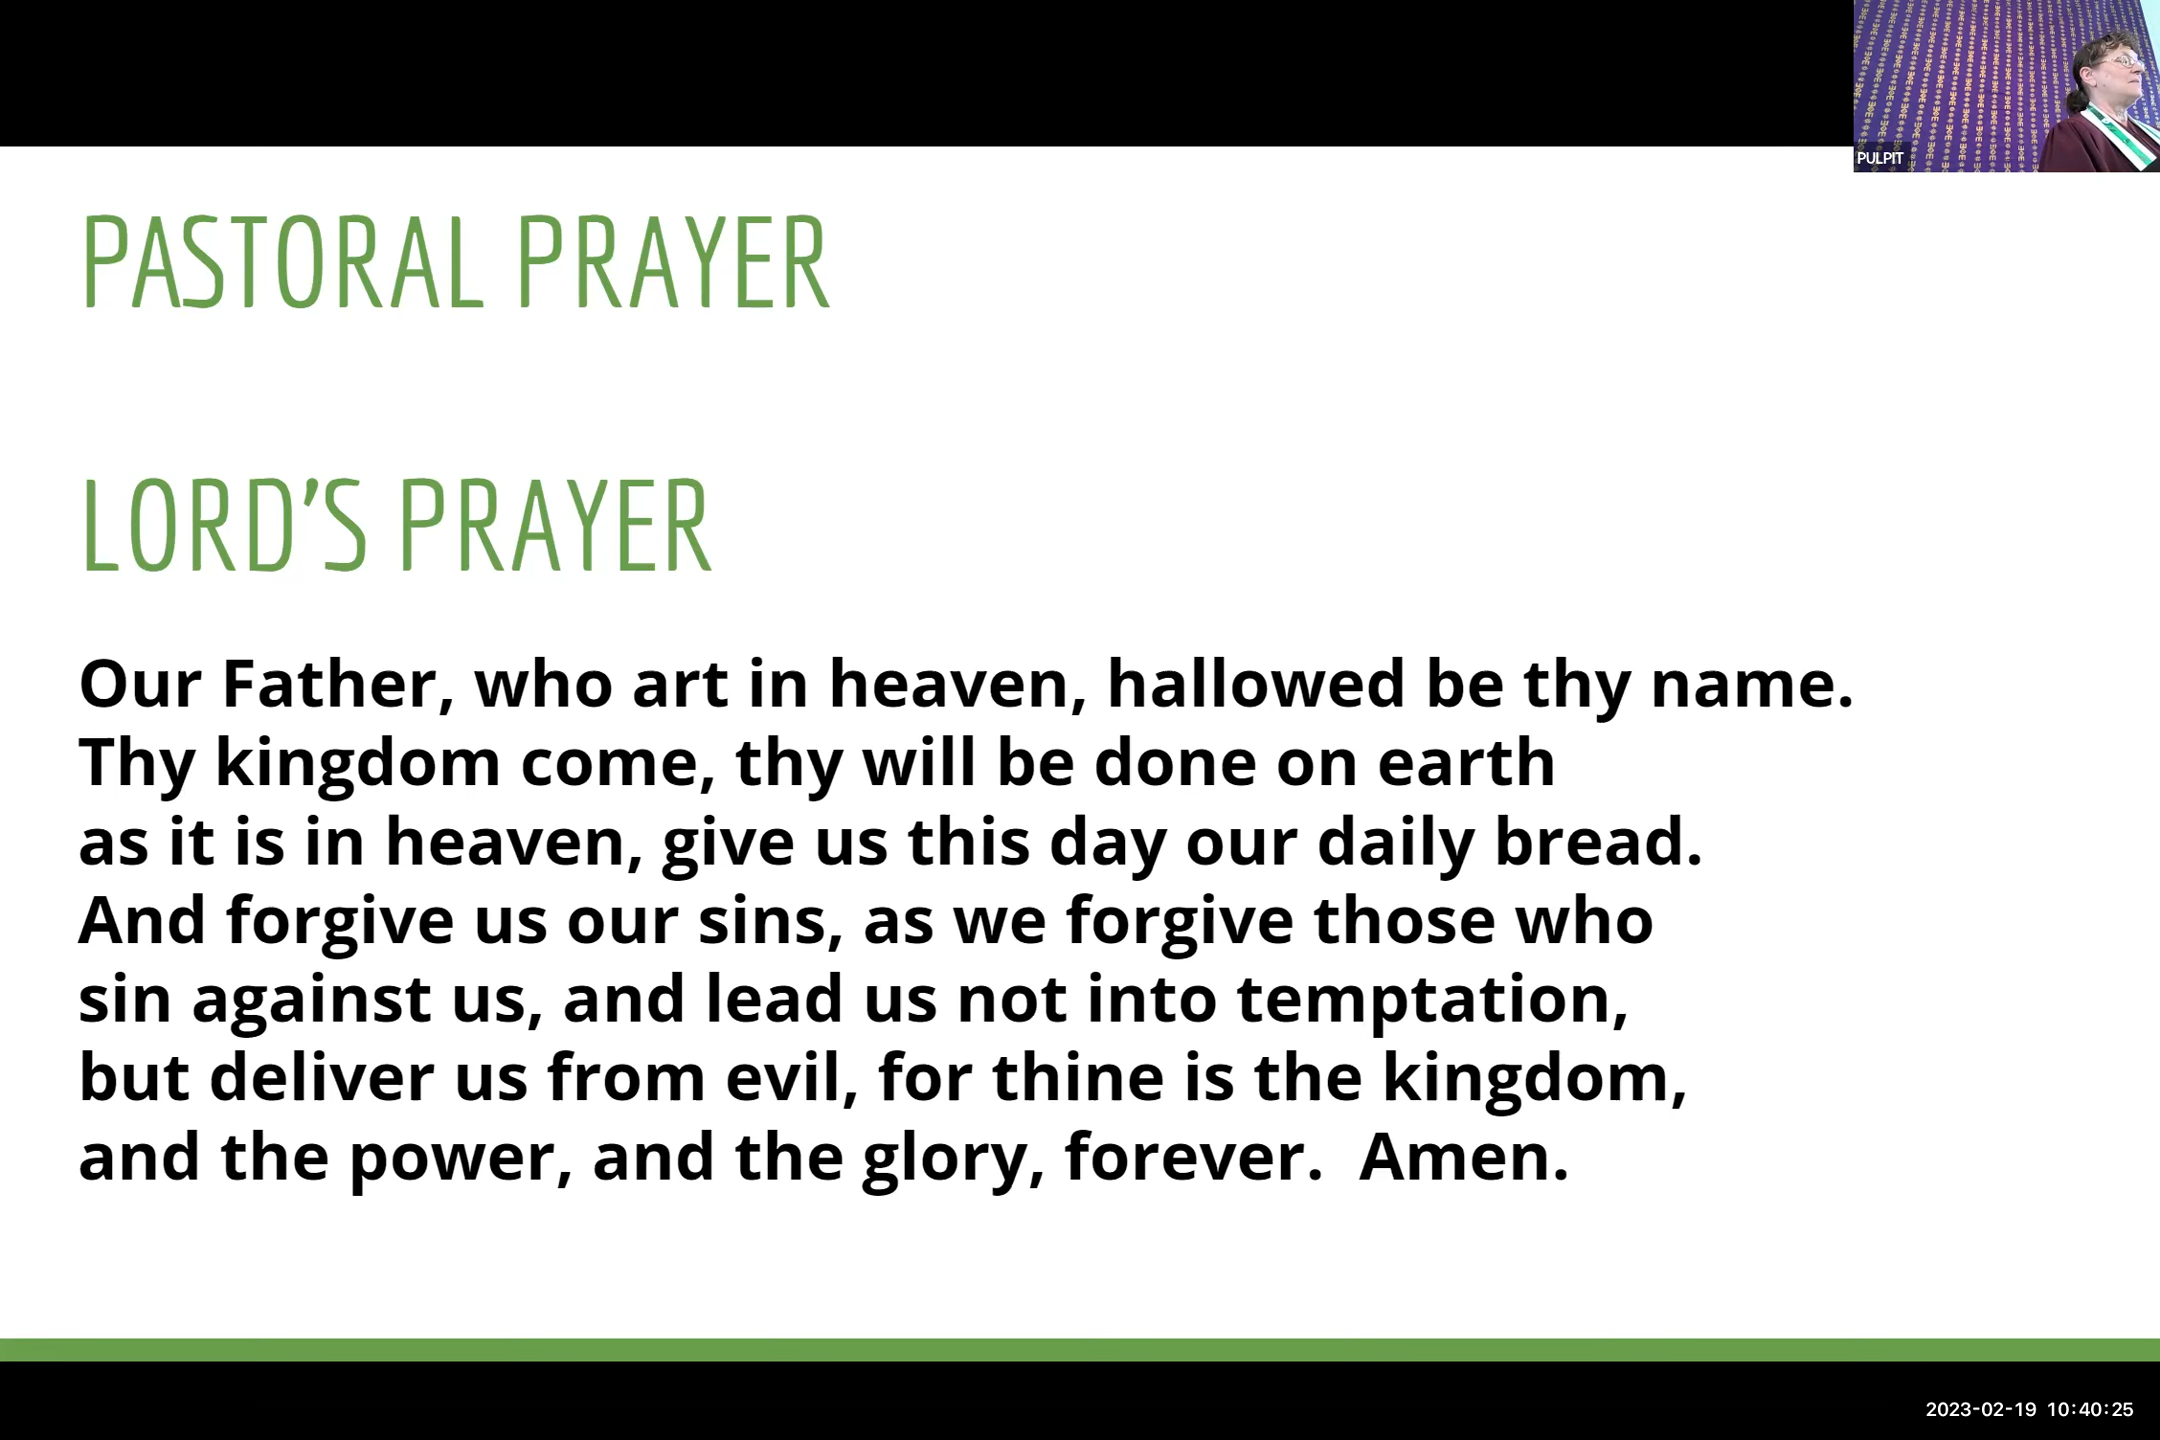 PULPIT
PASTORAL PRAYER
LORD’S PRAYER
Our Father, who art in heaven, hallowed be thy name.
Thy kingdom come, thy will be done on earth
as it is in heaven, give us this day our daily bread.
And forgive us our sins, as we forgive those who
sin against us, and lead us not into temptation,
but deliver us from evil, for thine is the kingdom,
and the power, and the glory, forever.  Amen.
2023-02-19 10:40:25